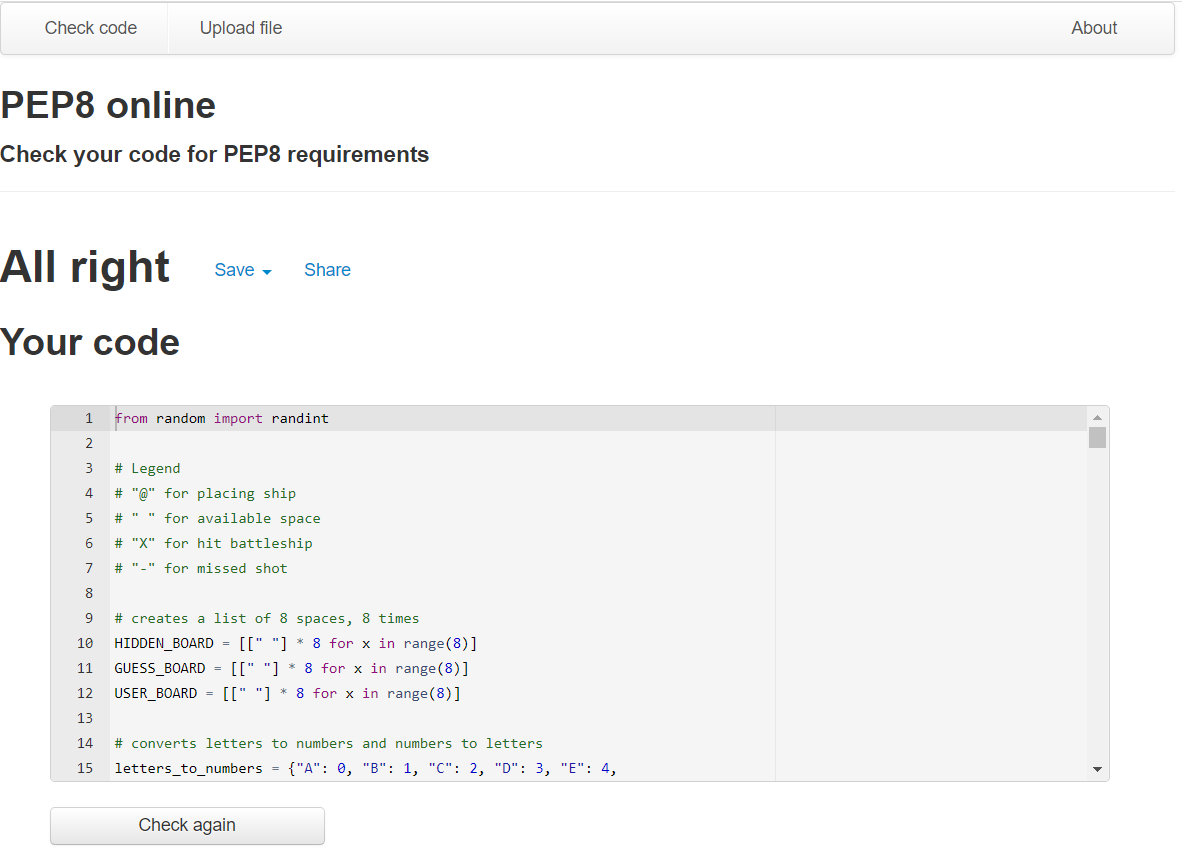 Check code Upload file About
PEP8 online
Check your code for PEP8 requirements
All right Save Share
Your code
1 from random import randint
2
3 # Legend
4 # "@" for placing ship
5 # " " for available space
6 # "X" for hit battleship
7 # "-" for missed shot
8
9 # creates a list of 8 spaces, 8 times
10 HIDDEN_BOARD = [[" "] * 8 for x in range(8)]
11 GUESS_BOARD = [[" "] * 8 for x in range(8)]
12 USER_BOARD = [[" "] * 8 for x in range(8)]
13
14 # converts letters to numbers and numbers to letters
15 letters_to_numbers = {"A": 0, "B": 1, "C": 2, "D": 3, "E": 4,
Check again